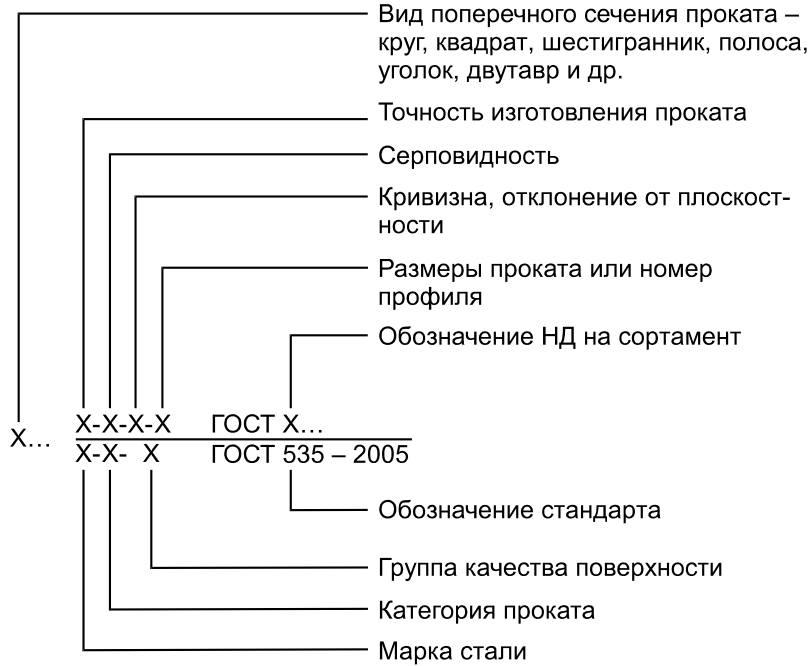 Вид поперечного сечения проката –
круг, квадрат, шестигранник, полоса,
уголок, двутавр и др.
Точность изготовления проката
Серповидность
Кривизна, отклонение от плоскост-
ности
Размеры проката или номер
профиля
Обозначение НД на сортамент
Х-Х-Х-Х ГОСТ Х...
Х...
Х-Х- Х ГОСТ 535 – 2005
Обозначение стандарта
Группа качества поверхности
Категория проката
Марка стали